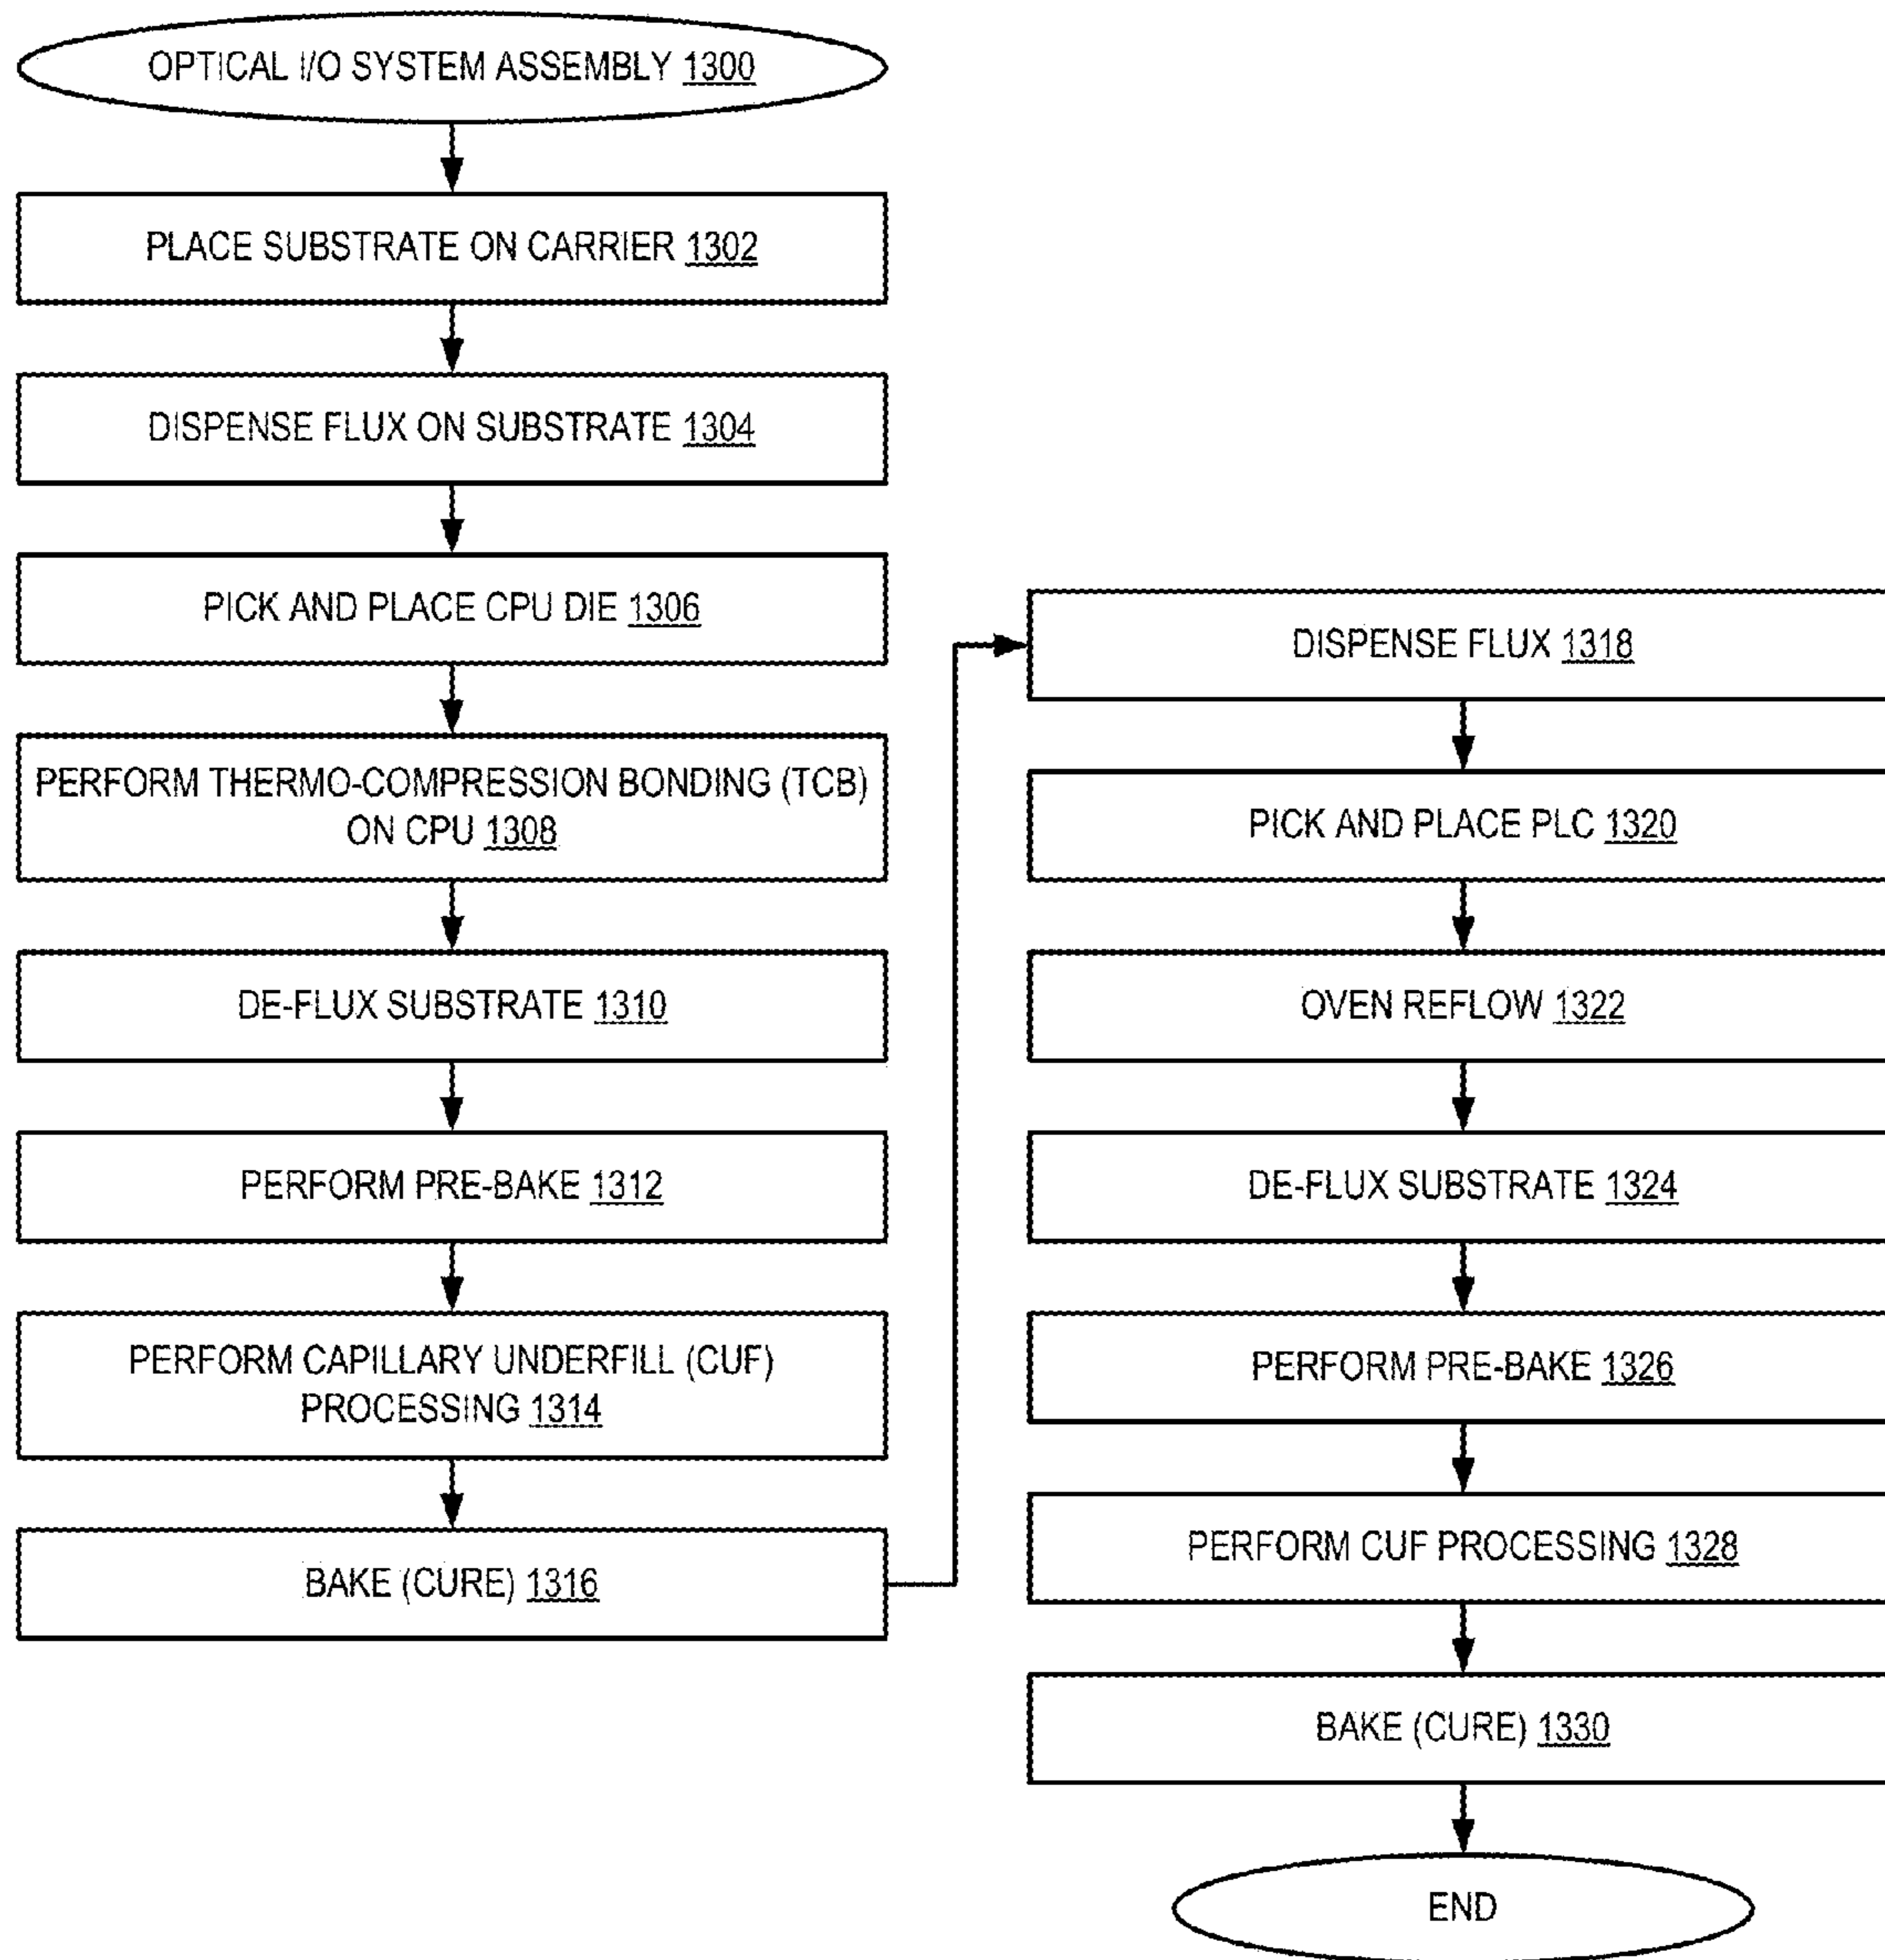 OPTICAL I/O SYSTEM ASSEMBLY 1300
PLACE SUBSTRATE ON CARRIER 1302
DISPENSE FLUX ON SUBSTRATE 1304
PICK AND PLACE CPU DIE 1306
PERFORM THERMO-COMPRESSION BONDING (TCB)
ON CPU 1308
DE-FLUX SUBSTRATE 1310
PERFORM PRE-BAKE 1312
PERFORM CAPILLARY UNDERFILL (CUF)
PROCESSING 1314
BAKE (CURE) 1316
DISPENSE FLUX 1318
PICK AND PLACE PLC 1320
OVEN REFLOW 1322
DE-FLUX SUBSTRATE 1324
PERFORM PRE-BAKE 1326
PERFORM CUF PROCESSING 1328
BAKE (CURE) 1330
END